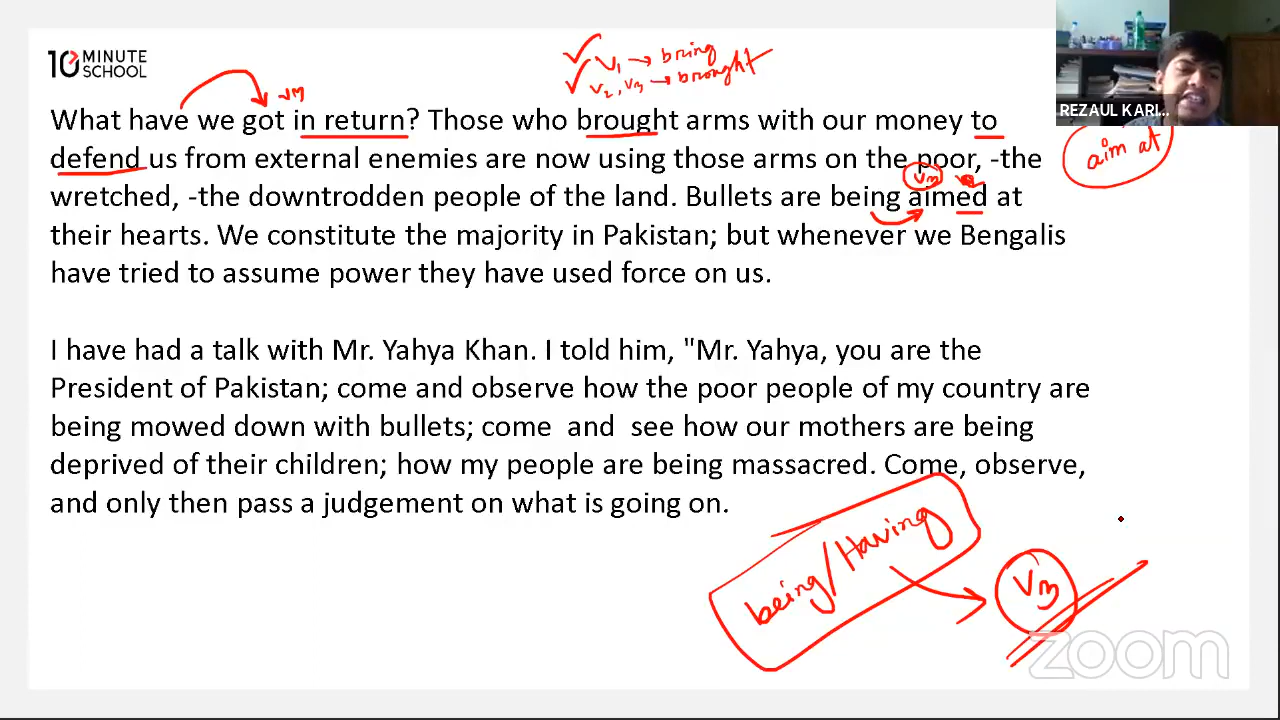 10 MINUTE SCHOOL
V₁ → bring
V₂, V৩ → brought
V৩
REZAUL KARI...
What have we got in return? Those who brought arms with our money to
defend us from external enemies are now using those arms on the poor, -the
aim at
wretched, -the downtrodden people of the land. Bullets are being aimed at
V৩
their hearts. We constitute the majority in Pakistan; but whenever we Bengalis
have tried to assume power they have used force on us.
I have had a talk with Mr. Yahya Khan. I told him, "Mr. Yahya, you are the
President of Pakistan; come and observe how the poor people of my country are
being mowed down with bullets; come and see how our mothers are being
deprived of their children; how my people are being massacred. Come, observe,
and only then pass a judgement on what is going on.
being/Having
V৩
zoom